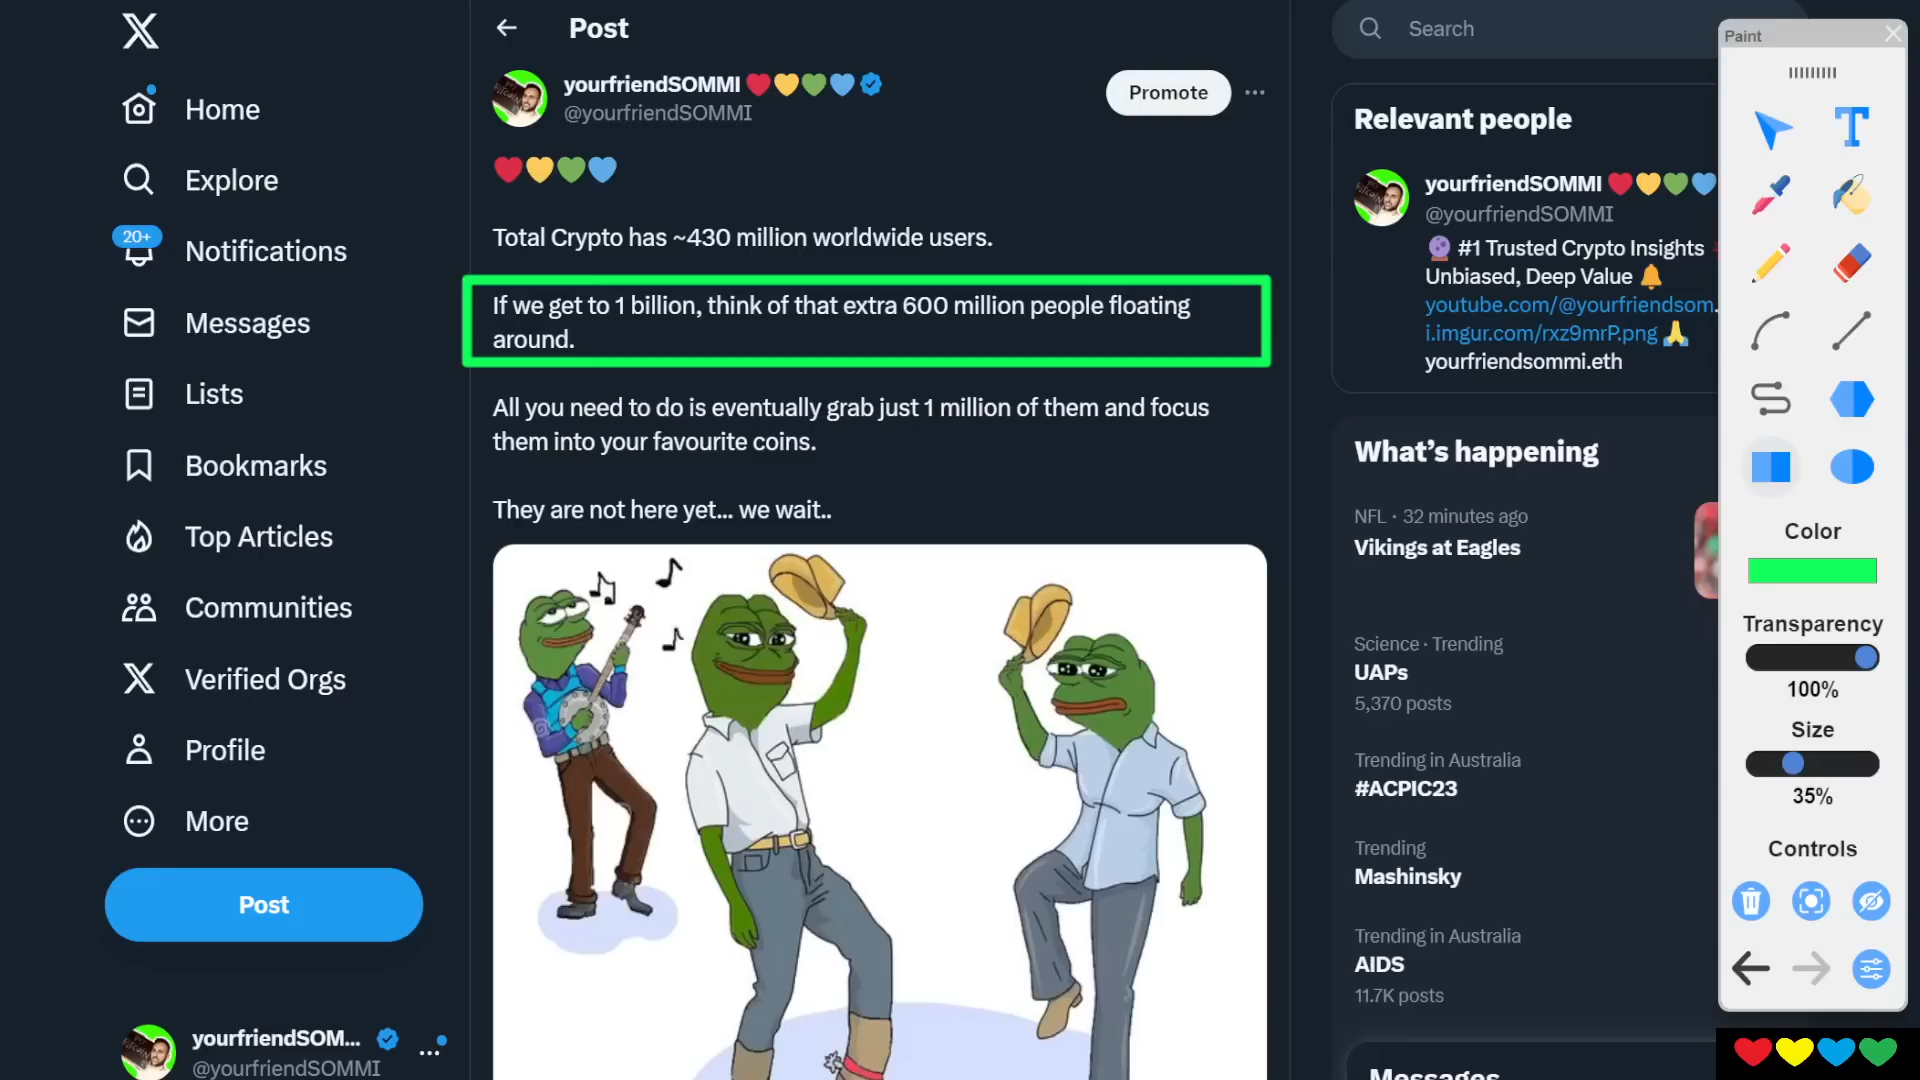 Post
Search
Paint
yourfriendSOMMI
@yourfriendSOMMI
Promote
Home
Explore
20+
Notifications
Messages
Lists
Bookmarks
Top Articles
Communities
Verified Orgs
Profile
More
Post
yourfriendSOM...
@yourfriendSOMMI
Total Crypto has ~430 million worldwide users.
If we get to 1 billion, think of that extra 600 million people floating
around.
All you need to do is eventually grab just 1 million of them and focus
them into your favourite coins.
They are not here yet... we wait..
Relevant people
yourfriendSOMMI
@yourfriendSOMMI
#1 Trusted Crypto Insights
Unbiased, Deep Value
youtube.com/@yourfriendsom.
i.imgur.com/rxz9mrP.png
yourfriendsommi.eth
What's happening
NFL · 32 minutes ago
Vikings at Eagles
Science · Trending
UAPs
5,370 posts
Trending in Australia
#ACPIC23
Trending
Mashinsky
Trending in Australia
AIDS
11.7K posts
Messages
T
Color
Transparency
100%
Size
35%
Controls